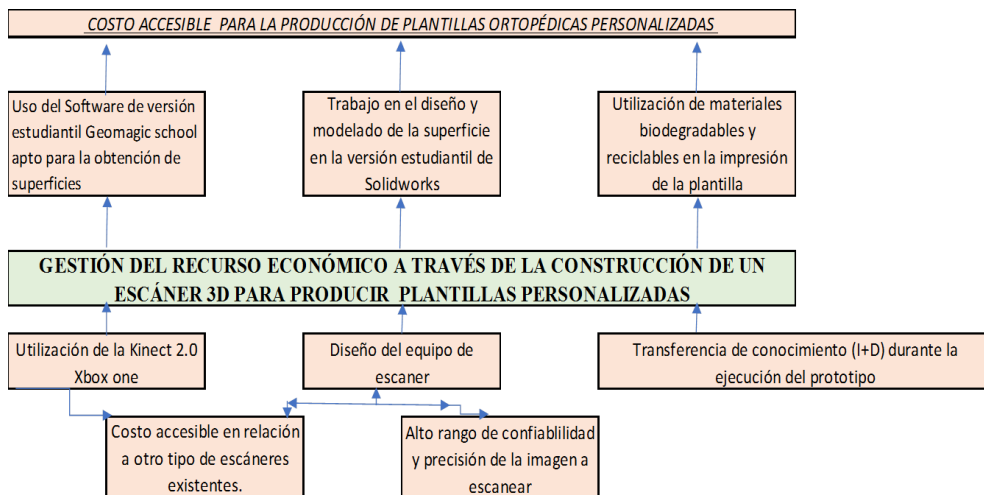 COSTO ACCESIBLE PARA LA PRODUCCIÓN DE PLANTILLAS ORTOPÉDICAS PERSONALIZADAS
Uso del Software de versión
estudiantil Geomagic school
apto para la obtención de
superficies
Trabajo en el diseño y
modelado de la superficie
en la versión estudiantil de
Solidworks
Utilización de materiales
biodegradables y
reciclables en la impresión
de la plantilla
GESTIÓN DEL RECURSO ECONÓMICO A TRAVÉS DE LA CONSTRUCCIÓN DE UN
ESCÁNER 3D PARA PRODUCIR PLANTILLAS PERSONALIZADAS
Utilización de la Kinect 2.0
Xbox one
Diseño del equipo de
escaner
Transferencia de conocimiento (I+D) durante la
ejecución del prototipo
Costo accesible en relación
a otro tipo de escáneres
existentes.
Alto rango de confiablilidad
y precisión de la imagen a
escanear